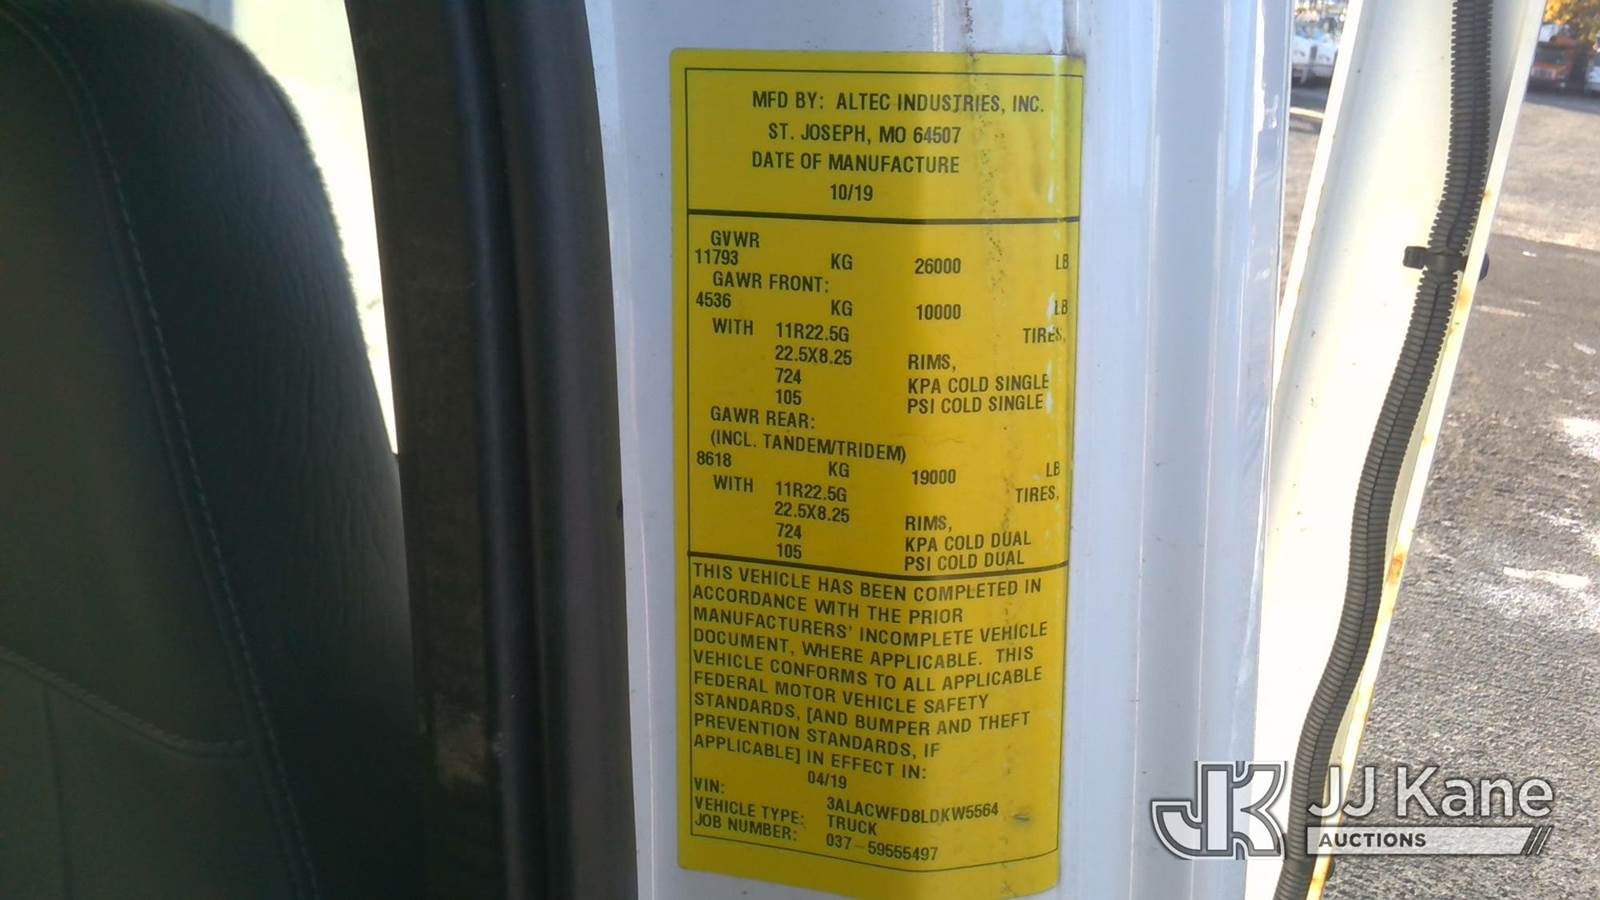 MFD BY: ALTEC INDUSTRIES, INC.
ST. JOSEPH, MO 64507
DATE OF MANUFACTURE
10/19
GVWR
11793 KG 26000 LB
GAWR FRONT:
4536 KG 10000 LB
WITH 11R22.5G TIRES,
22.5X8.25 RIMS,
724 KPA COLD SINGLE
105 PSI COLD SINGLE
GAWR REAR:
(INCL. TANDEM/TRIDEM)
8618 KG 19000 LB
WITH 11R22.5G TIRES,
22.5X8.25 RIMS,
724 KPA COLD DUAL
105 PSI COLD DUAL
THIS VEHICLE HAS BEEN COMPLETED IN
ACCORDANCE WITH THE PRIOR
MANUFACTURERS' INCOMPLETE VEHICLE
DOCUMENT, WHERE APPLICABLE. THIS
VEHICLE CONFORMS TO ALL APPLICABLE
FEDERAL MOTOR VEHICLE SAFETY
STANDARDS, [AND BUMPER AND THEFT
PREVENTION STANDARDS, IF
APPLICABLE] IN EFFECT IN:
04/19
VIN: 3ALACWFD8LDKW5564
VEHICLE TYPE: TRUCK
JOB NUMBER: 037-59555497
JK JJ Kane
AUCTIONS